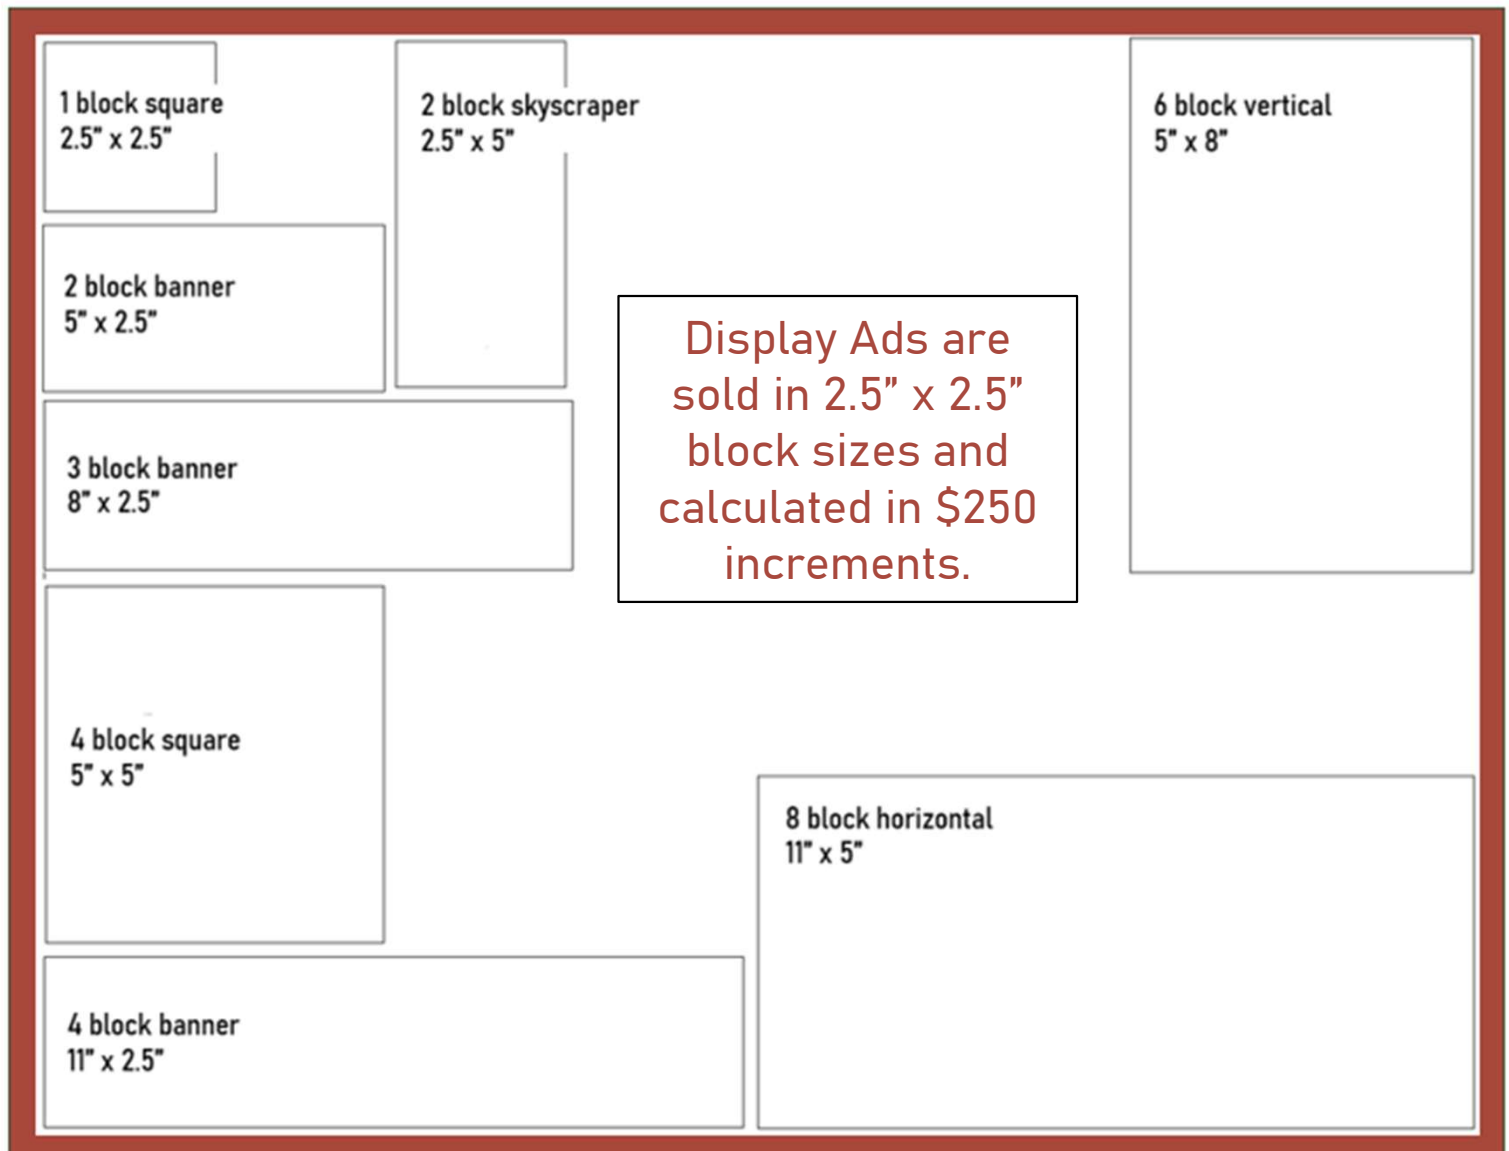 1 block square
2.5” x 2.5”
2 block skyscraper
2.5” x 5”
6 block vertical
5” x 8”
2 block banner
5” x 2.5”
Display Ads are
sold in 2.5” x 2.5”
block sizes and
calculated in $250
increments.
3 block banner
8” x 2.5”
4 block square
5” x 5”
8 block horizontal
11” x 5”
4 block banner
11” x 2.5”